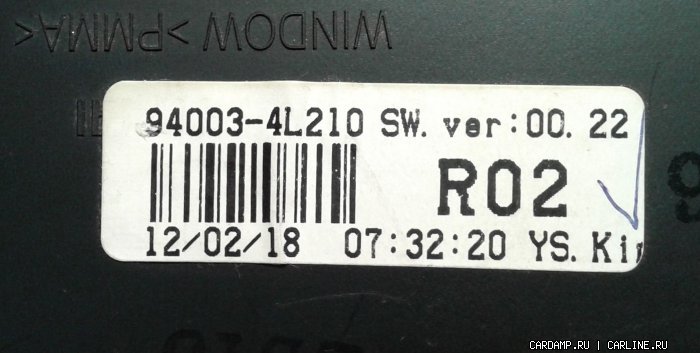 WINDOW >PMMA<
94003-4L210 SW. ver:00. 22
R02
12/02/18 07:32:20 YS. Kim
CARDAMP.RU | CARLINE.RU